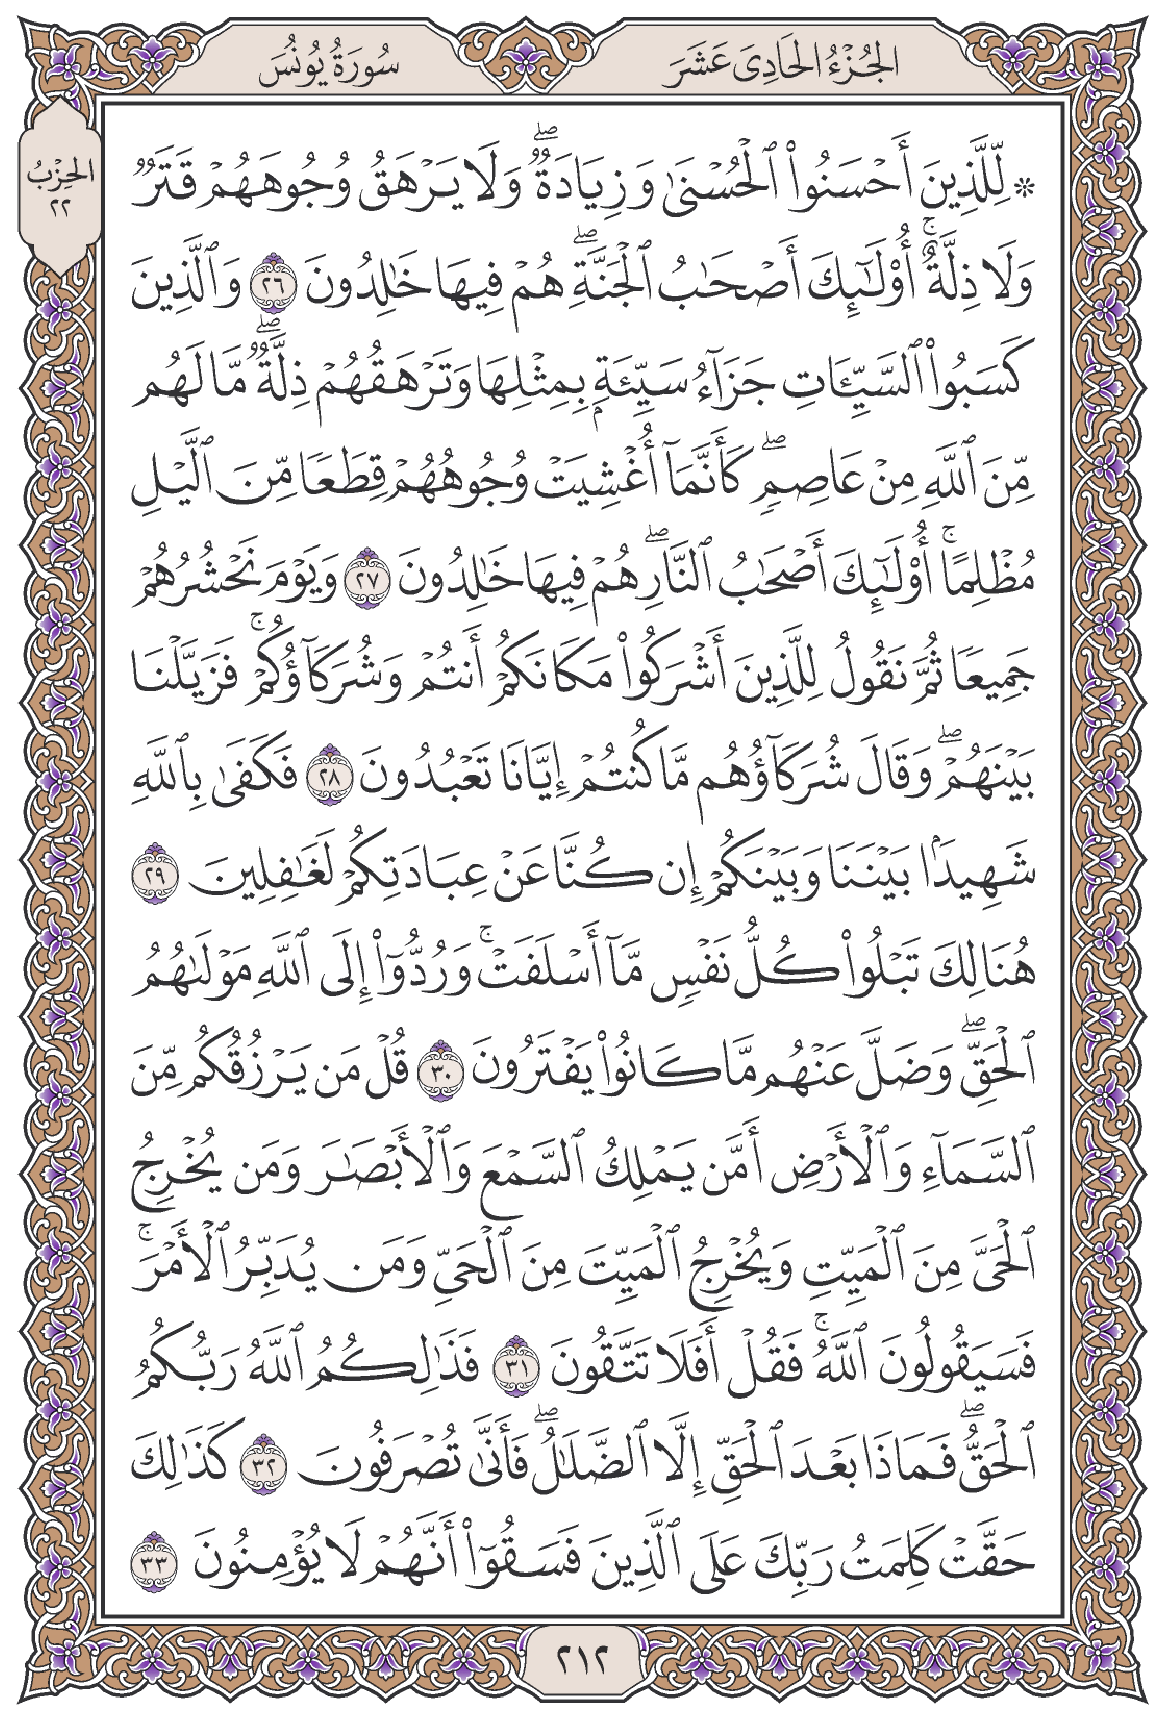 الجُزْءُ الحَادِىَ عَشَرَ
سُورَةُ يُونُسَ
الحِزْبُ
٢٢
۞ لِّلَّذِينَ أَحْسَنُوا۟ ٱلْحُسْنَىٰ وَزِيَادَةٌۭ ۖ وَلَا يَرْهَقُ وُجُوهَهُمْ قَتَرٌۭ
وَلَا ذِلَّةٌ ۚ أُو۟لَـٰٓئِكَ أَصْحَـٰبُ ٱلْجَنَّةِ ۖ هُمْ فِيهَا خَـٰلِدُونَ ٢٦ وَٱلَّذِينَ
كَسَبُوا۟ ٱلسَّيِّـَٔاتِ جَزَآءُ سَيِّئَةٍۭ بِمِثْلِهَا وَتَرْهَقُهُمْ ذِلَّةٌۭ ۖ مَّا لَهُم
مِّنَ ٱللَّهِ مِنْ عَاصِمٍۢ ۖ كَأَنَّمَآ أُغْشِيَتْ وُجُوهُهُمْ قِطَعًۭا مِّنَ ٱلَّيْلِ
مُظْلِمًا ۚ أُو۟لَـٰٓئِكَ أَصْحَـٰبُ ٱلنَّارِ ۖ هُمْ فِيهَا خَـٰلِدُونَ ٢٧ وَيَوْمَ نَحْشُرُهُمْ
جَمِيعًۭا ثُمَّ نَقُولُ لِلَّذِينَ أَشْرَكُوا۟ مَكَانَكُمْ أَنتُمْ وَشُرَكَآؤُكُمْ ۚ فَزَيَّلْنَا
بَيْنَهُمْ ۖ وَقَالَ شُرَكَآؤُهُم مَّا كُنتُمْ إِيَّانَا تَعْبُدُونَ ٢٨ فَكَفَىٰ بِٱللَّهِ
شَهِيدًۢا بَيْنَنَا وَبَيْنَكُمْ إِن كُنَّا عَنْ عِبَادَتِكُمْ لَغَـٰفِلِينَ ٢٩
هُنَالِكَ تَبْلُوا۟ كُلُّ نَفْسٍۢ مَّآ أَسْلَفَتْ ۚ وَرُدُّوٓا۟ إِلَى ٱللَّهِ مَوْلَىٰهُمُ
ٱلْحَقِّ ۖ وَضَلَّ عَنْهُم مَّا كَانُوا۟ يَفْتَرُونَ ٣٠ قُلْ مَن يَرْزُقُكُم مِّنَ
ٱلسَّمَآءِ وَٱلْأَرْضِ أَمَّن يَمْلِكُ ٱلسَّمْعَ وَٱلْأَبْصَـٰرَ وَمَن يُخْرِجُ
ٱلْحَىَّ مِنَ ٱلْمَيِّتِ وَيُخْرِجُ ٱلْمَيِّتَ مِنَ ٱلْحَىِّ وَمَن يُدَبِّرُ ٱلْأَمْرَ ۚ
فَسَيَقُولُونَ ٱللَّهُ ۚ فَقُلْ أَفَلَا تَتَّقُونَ ٣١ فَذَٰلِكُمُ ٱللَّهُ رَبُّكُمُ
ٱلْحَقُّ ۖ فَمَاذَا بَعْدَ ٱلْحَقِّ إِلَّا ٱلضَّلَـٰلُ ۖ فَأَنَّىٰ تُصْرَفُونَ ٣٢ كَذَٰلِكَ
حَقَّتْ كَلِمَتُ رَبِّكَ عَلَى ٱلَّذِينَ فَسَقُوٓا۟ أَنَّهُمْ لَا يُؤْمِنُونَ ٣٣
٢١٢